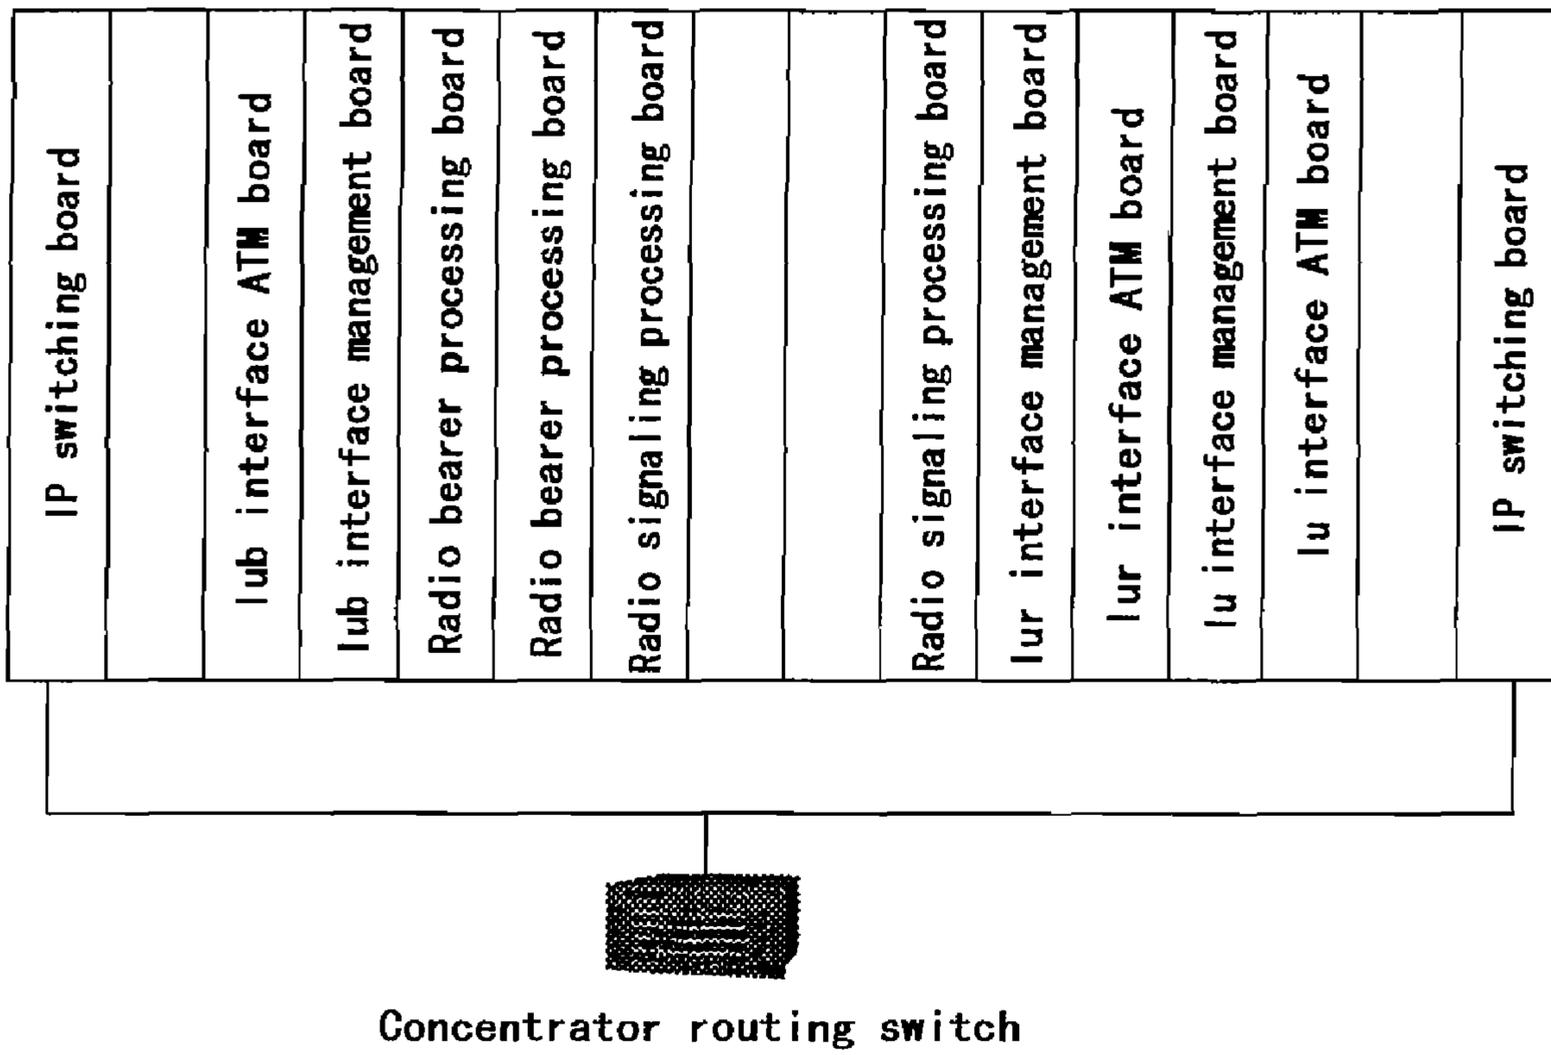 IP switching board
Iub interface ATM board
Iub interface management board
Radio bearer processing board
Radio bearer processing board
Radio signaling processing board
Radio signaling processing board
Iur interface management board
Iur interface ATM board
Iu interface management board
Iu interface ATM board
IP switching board
Concentrator routing switch